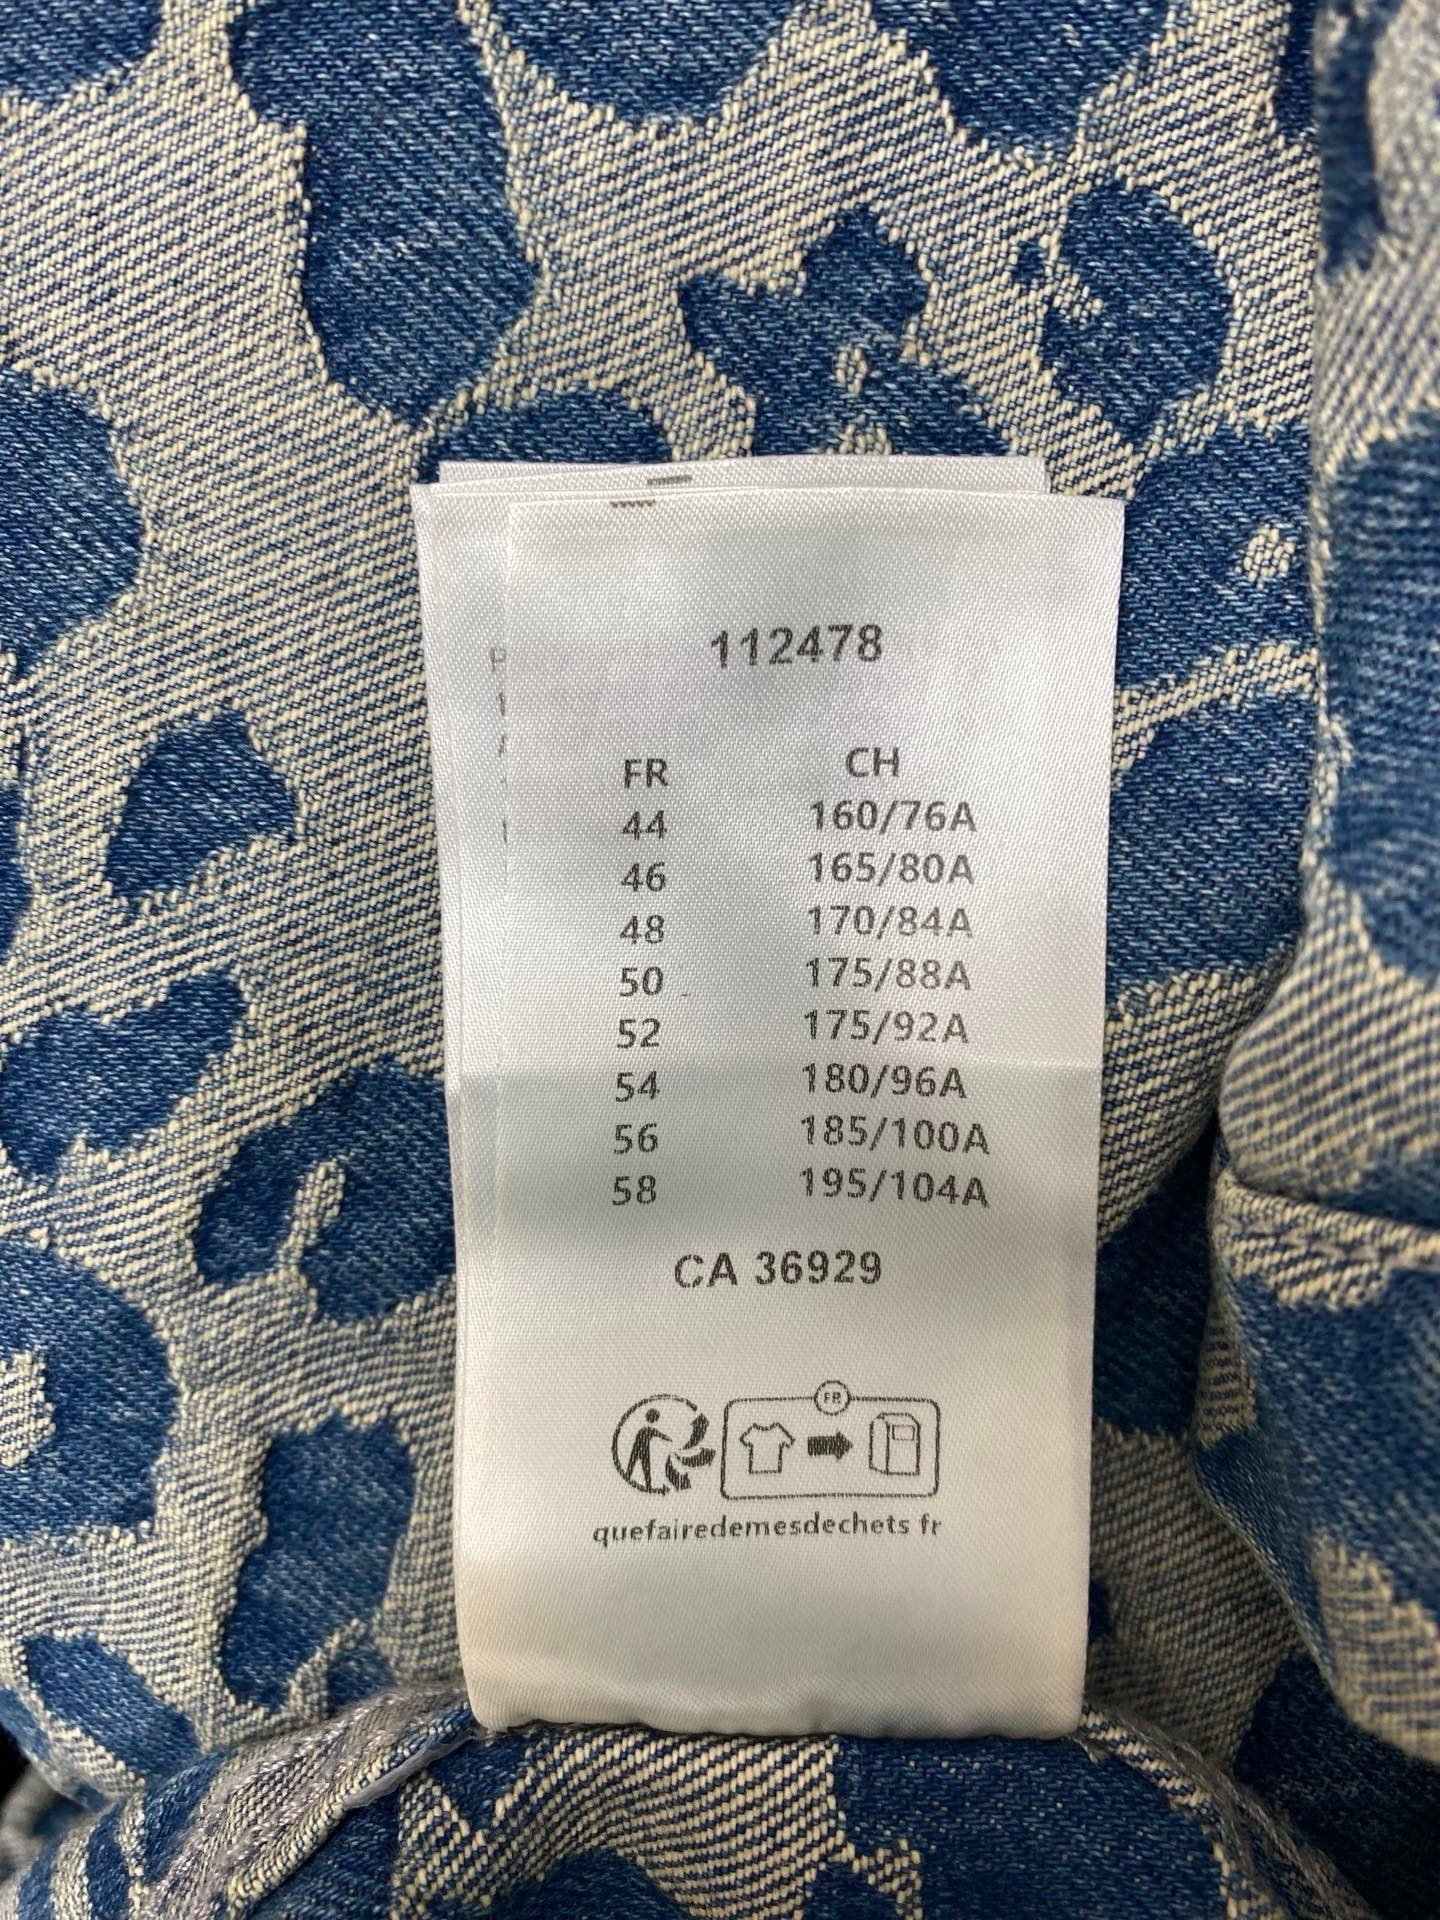 112478
FR CH
44 160/76A
46 165/80A
48 170/84A
50 175/88A
52 175/92A
54 180/96A
56 185/100A
58 195/104A
CA 36929
FR
quefairedemesdechets fr